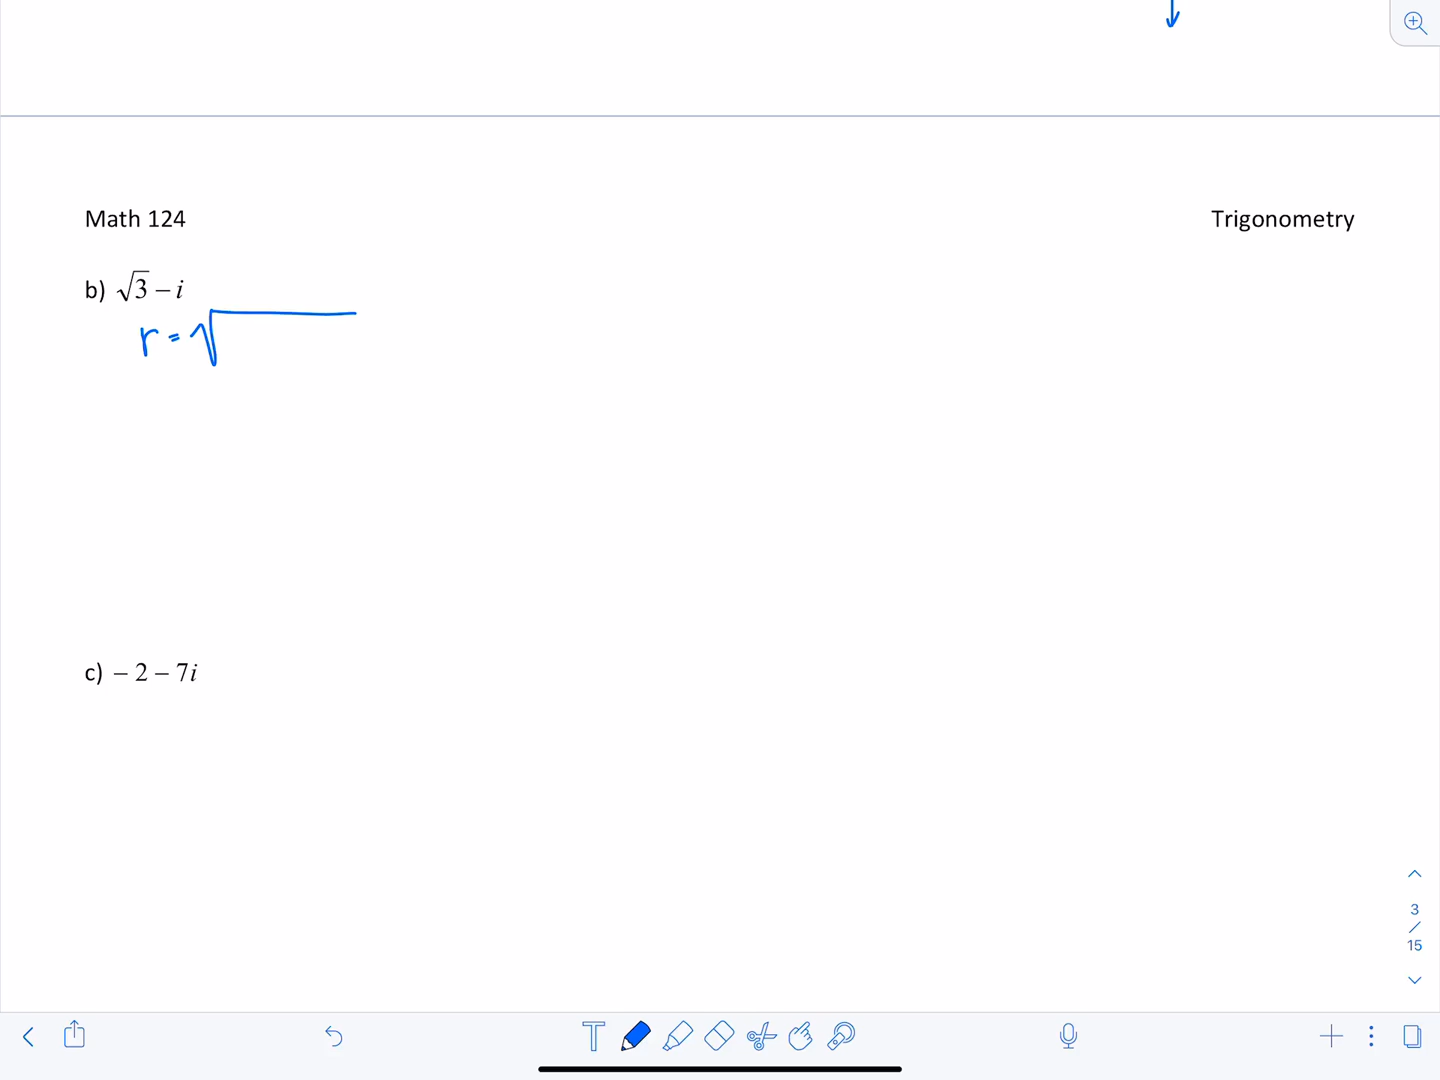 Math 124 Trigonometry
b) √3 – i
r = √
c) – 2 – 7i
3
/
15
T